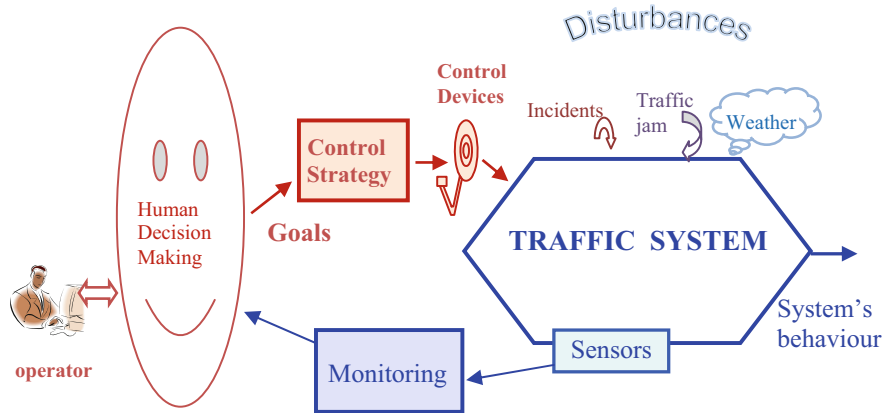 Disturbances
Control
Devices
Incidents
Traffic
jam
Weather
Control
Strategy
Human
Decision
Making
Goals
TRAFFIC SYSTEM
System's
behaviour
Sensors
Monitoring
operator